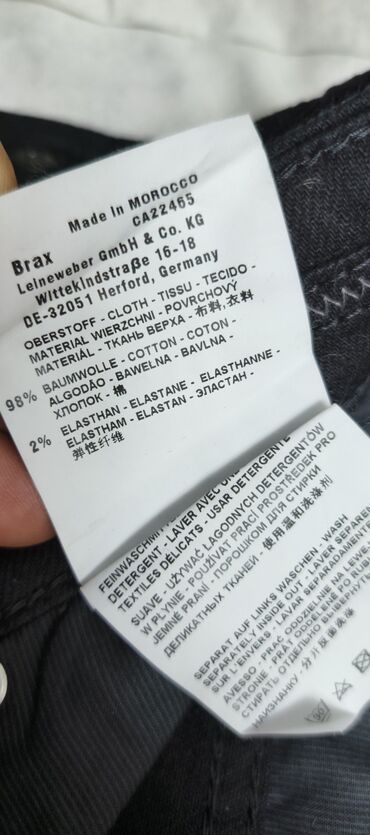 Made in MOROCCO
CA22465
Brax
Leineweber GmbH & Co. KG
Wittekindstraße 16-18
DE-32051 Herford, Germany
OBERSTOFF - CLOTH - TISSU - TECIDO -
MATERIAL WIERZCHNI - POVRCHOVÝ
MATERIÁL - ТКАНЬ ВЕРХА - 布料, 衣料
98% BAUMWOLLE - COTTON - COTON -
ALGODÃO - BAWEŁNA - BAVLNA -
ХЛОПОК - 棉
2% ELASTHAN - ELASTANE - ELASTHANNE -
ELASTHAM - ELASTAN - ЭЛАСТАН -
弹性纤维
DETERGENT - LAVER AVEC
TEXTILES DÉLICATS - USAR DETERGENTE
SUAVE - UŻYWAĆ ŁAGODNYCH DETERGENTÓW
W PŁYNIE - POUŽÍVAT PRACÍ PROSTŘEDEK PRO
JEMNÉ PRANÍ - ПОРОШКОМ ДЛЯ СТИРКИ
ДЕЛИКАТНЫХ ТКАНЕЙ - 使用温和洗涤剂
SEPARAT AUF LINKS WASCHEN - WASH
SEPARATELY INSIDE OUT - LAVER SÉPARÉMENT
SUR L'ENVERS - LAVAR SEPARADAMENTE
AVESSO - PRAĆ ODDZIELNIE NA LEWEJ
STRONIE - PRÁT ODDĚLENĚ PO RUBU
СТИРАТЬ ОТДЕЛЬНО ВЫВЕРНУТЬ
НАИЗНАНКУ - 分开反面洗涤
30